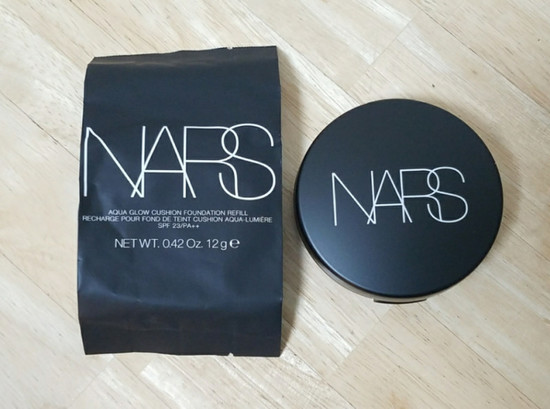 NARS
AQUA GLOW CUSHION FOUNDATION REFILL
RECHARGE POUR FOND DE TEINT CUSHION AQUA-LUMIÈRE
SPF 23/PA++
NET WT. 0.42 OZ. 12 g ℮
NARS